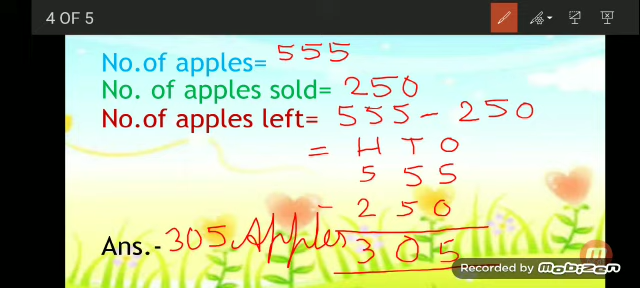 4 OF 5
No.of apples= 555
No. of apples sold= 250
No.of apples left= 555 - 250
= H T O
5 5 5
- 2 5 0
Ans.- 305 Apples 3 0 5
Recorded by Mobizen